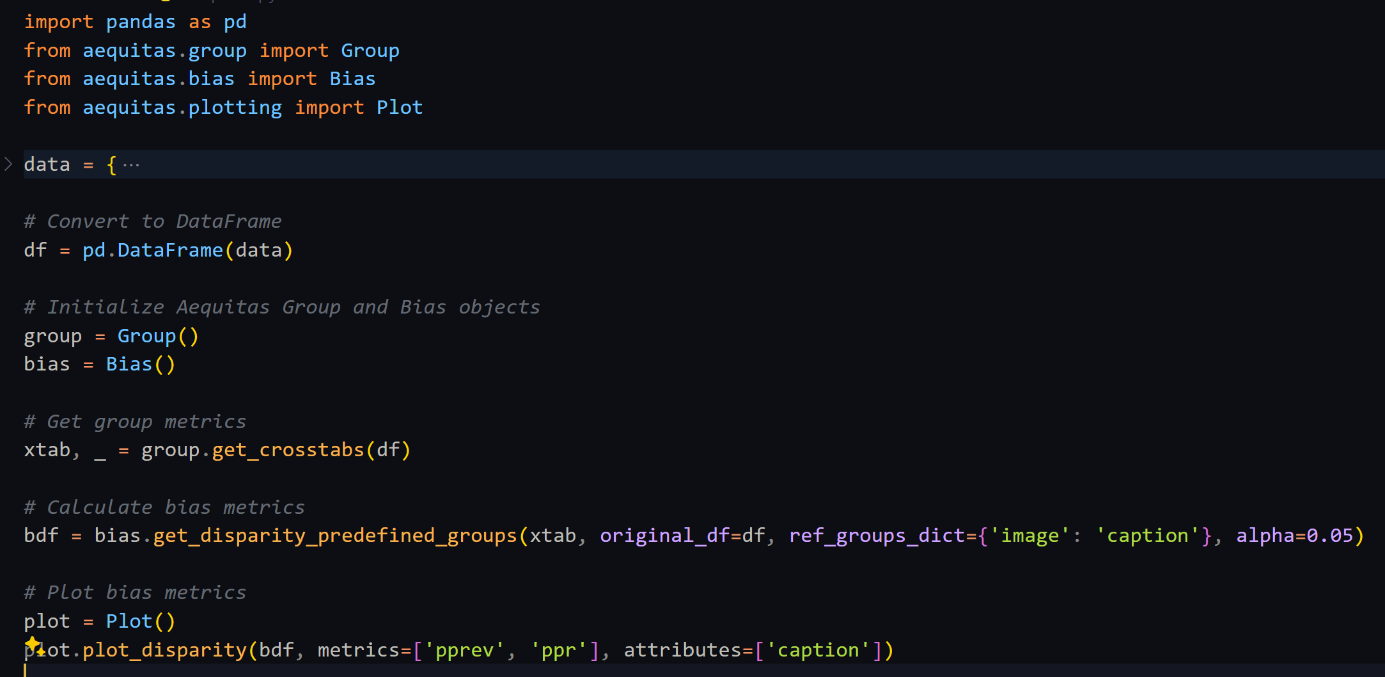 import pandas as pd
from aequitas.group import Group
from aequitas.bias import Bias
from aequitas.plotting import Plot
data = { ...
# Convert to DataFrame
df = pd.DataFrame(data)
# Initialize Aequitas Group and Bias objects
group = Group()
bias = Bias()
# Get group metrics
xtab, _ = group.get_crosstabs(df)
# Calculate bias metrics
bdf = bias.get_disparity_predefined_groups(xtab, original_df=df, ref_groups_dict={'image': 'caption'}, alpha=0.05)
# Plot bias metrics
plot = Plot()
plot.plot_disparity(bdf, metrics=['pprev', 'ppr'], attributes=['caption'])